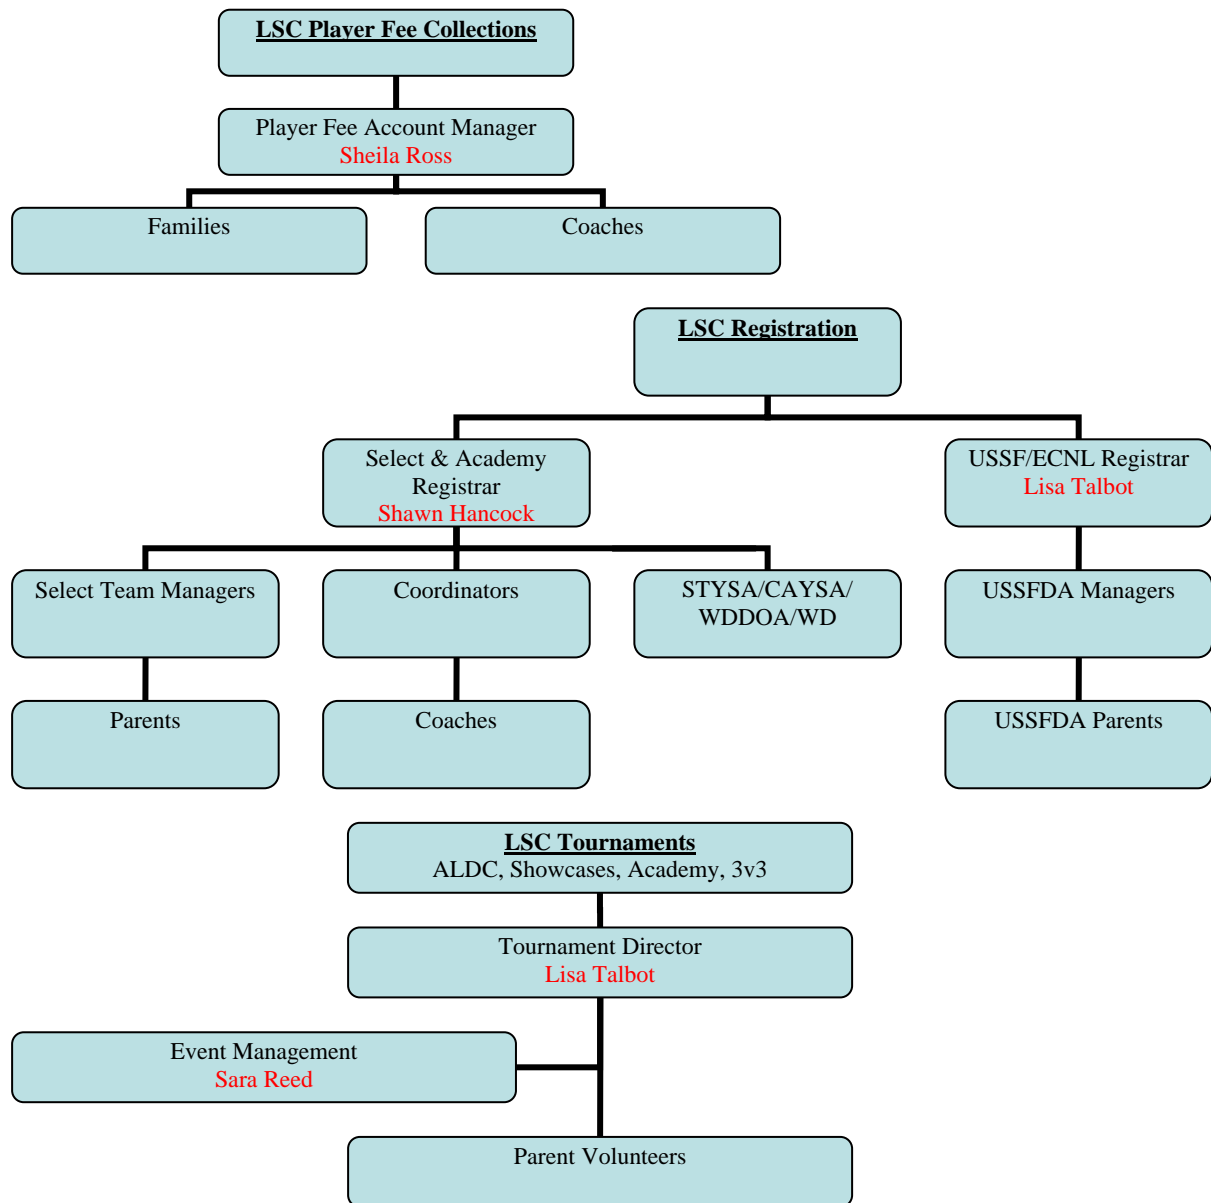 LSC Player Fee Collections
Player Fee Account Manager
Sheila Ross
Families
Coaches
LSC Registration
Select & Academy
Registrar
Shawn Hancock
USSF/ECNL Registrar
Lisa Talbot
Select Team Managers
Coordinators
STYSA/CAYSA/
WDDOA/WD
USSFDA Managers
Parents
Coaches
USSFDA Parents
LSC Tournaments
ALDC, Showcases, Academy, 3v3
Tournament Director
Lisa Talbot
Event Management
Sara Reed
Parent Volunteers